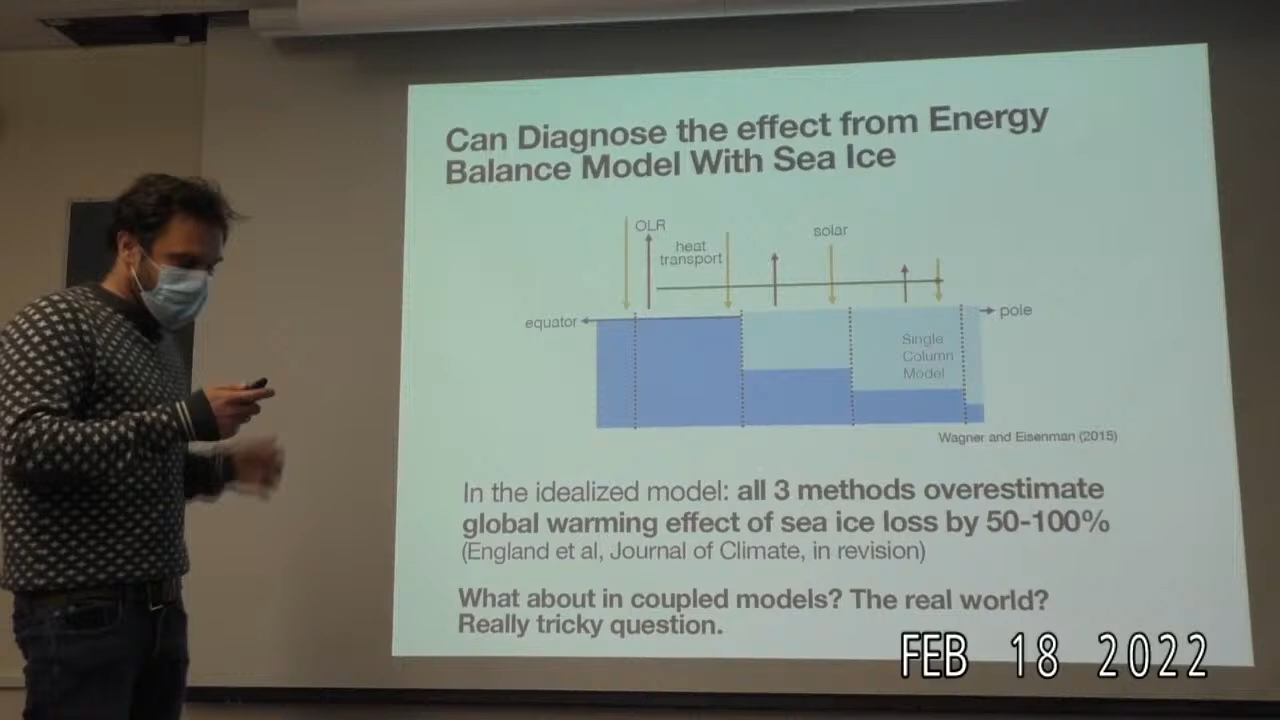 Can Diagnose the effect from Energy
Balance Model With Sea Ice
OLR
solar
heat
transport
equator
pole
Single
Column
Model
Wagner and Eisenman (2015)
In the idealized model: all 3 methods overestimate
global warming effect of sea ice loss by 50-100%
(England et al, Journal of Climate, in revision)
What about in coupled models? The real world?
Really tricky question.
FEB 18 2022